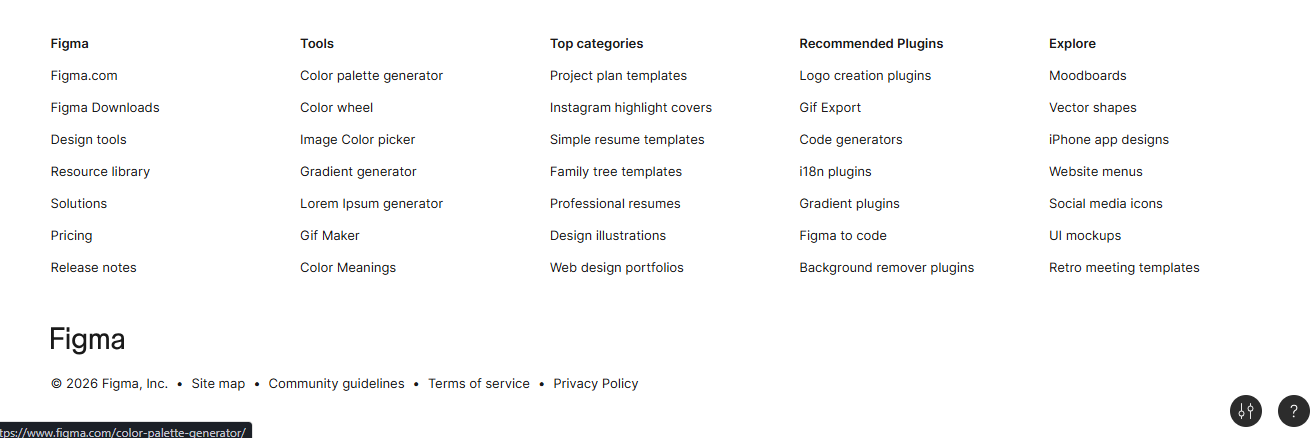 Figma
Figma.com
Figma Downloads
Design tools
Resource library
Solutions
Pricing
Release notes
Tools
Color palette generator
Color wheel
Image Color picker
Gradient generator
Lorem Ipsum generator
Gif Maker
Color Meanings
Top categories
Project plan templates
Instagram highlight covers
Simple resume templates
Family tree templates
Professional resumes
Design illustrations
Web design portfolios
Recommended Plugins
Logo creation plugins
Gif Export
Code generators
i18n plugins
Gradient plugins
Figma to code
Background remover plugins
Explore
Moodboards
Vector shapes
iPhone app designs
Website menus
Social media icons
UI mockups
Retro meeting templates
Figma
© 2026 Figma, Inc. • Site map • Community guidelines • Terms of service • Privacy Policy
?
tps://www.figma.com/color-palette-generator/